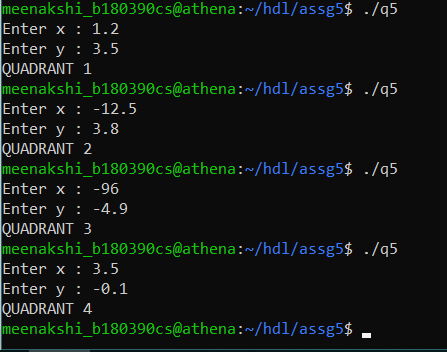 meenakshi_b180390cs@athena:~/hdl/assg5$ ./q5
Enter x : 1.2
Enter y : 3.5
QUADRANT 1
meenakshi_b180390cs@athena:~/hdl/assg5$ ./q5
Enter x : -12.5
Enter y : 3.8
QUADRANT 2
meenakshi_b180390cs@athena:~/hdl/assg5$ ./q5
Enter x : -96
Enter y : -4.9
QUADRANT 3
meenakshi_b180390cs@athena:~/hdl/assg5$ ./q5
Enter x : 3.5
Enter y : -0.1
QUADRANT 4
meenakshi_b180390cs@athena:~/hdl/assg5$